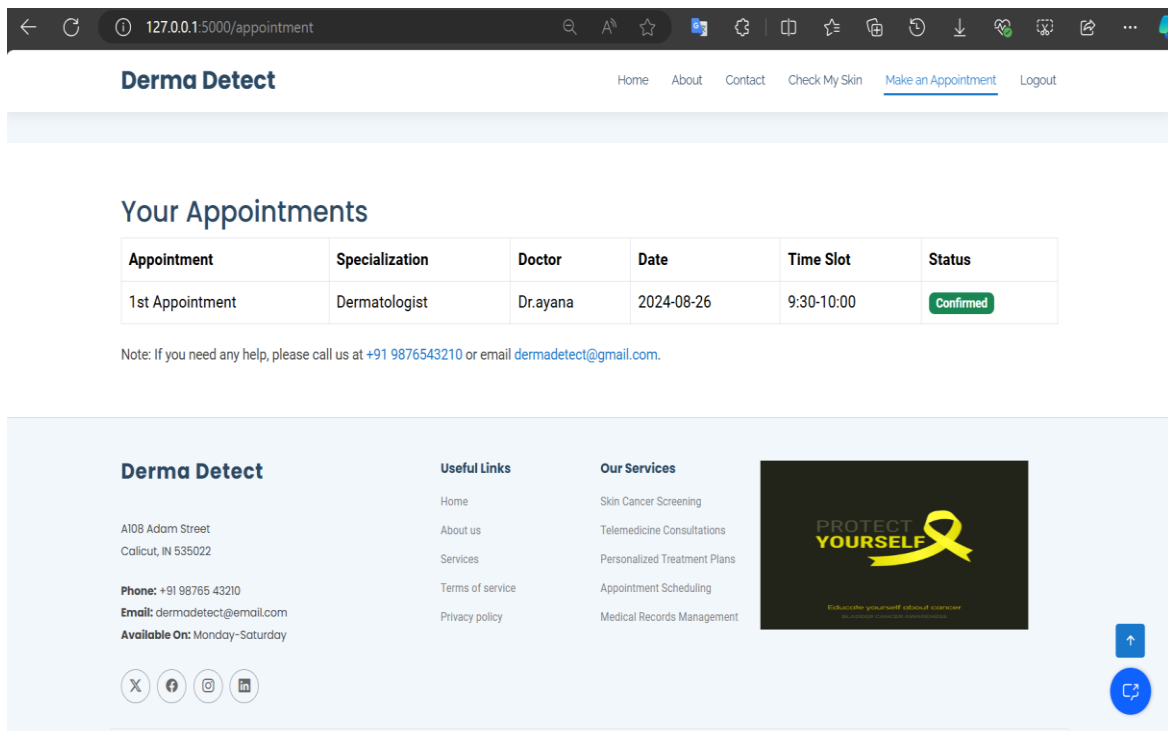 127.0.0.1:5000/appointment
Derma Detect
Home About Contact Check My Skin Make an Appointment Logout
Your Appointments
Appointment Specialization Doctor Date Time Slot Status
1st Appointment Dermatologist Dr.ayana 2024-08-26 9:30-10:00 Confirmed
Note: If you need any help, please call us at +91 9876543210 or email dermadetect@gmail.com.
Derma Detect
A108 Adam Street
Calicut, IN 535022
Phone: +91 98765 43210
Email: dermadetect@email.com
Available On: Monday-Saturday
Useful Links
Home
About us
Services
Terms of service
Privacy policy
Our Services
Skin Cancer Screening
Telemedicine Consultations
Personalized Treatment Plans
Appointment Scheduling
Medical Records Management
PROTECT
YOURSELF
Educate yourself about cancer
BLADDER CANCER AWARENESS